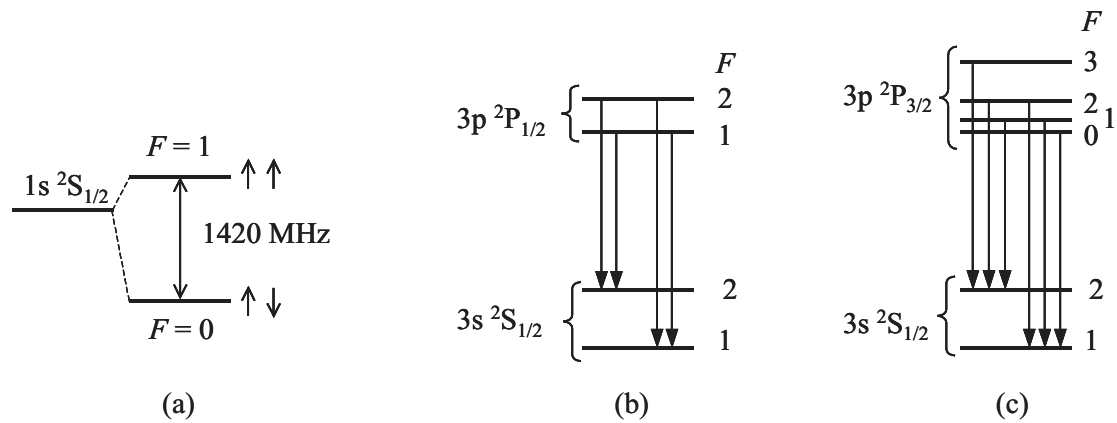 F = 1
1s ²S₁/₂
1420 MHz
F = 0
(a)
F
2
3p ²P₁/₂
1
2
3s ²S₁/₂
1
(b)
F
3
3p ²P₃/₂
2
1
0
2
3s ²S₁/₂
1
(c)